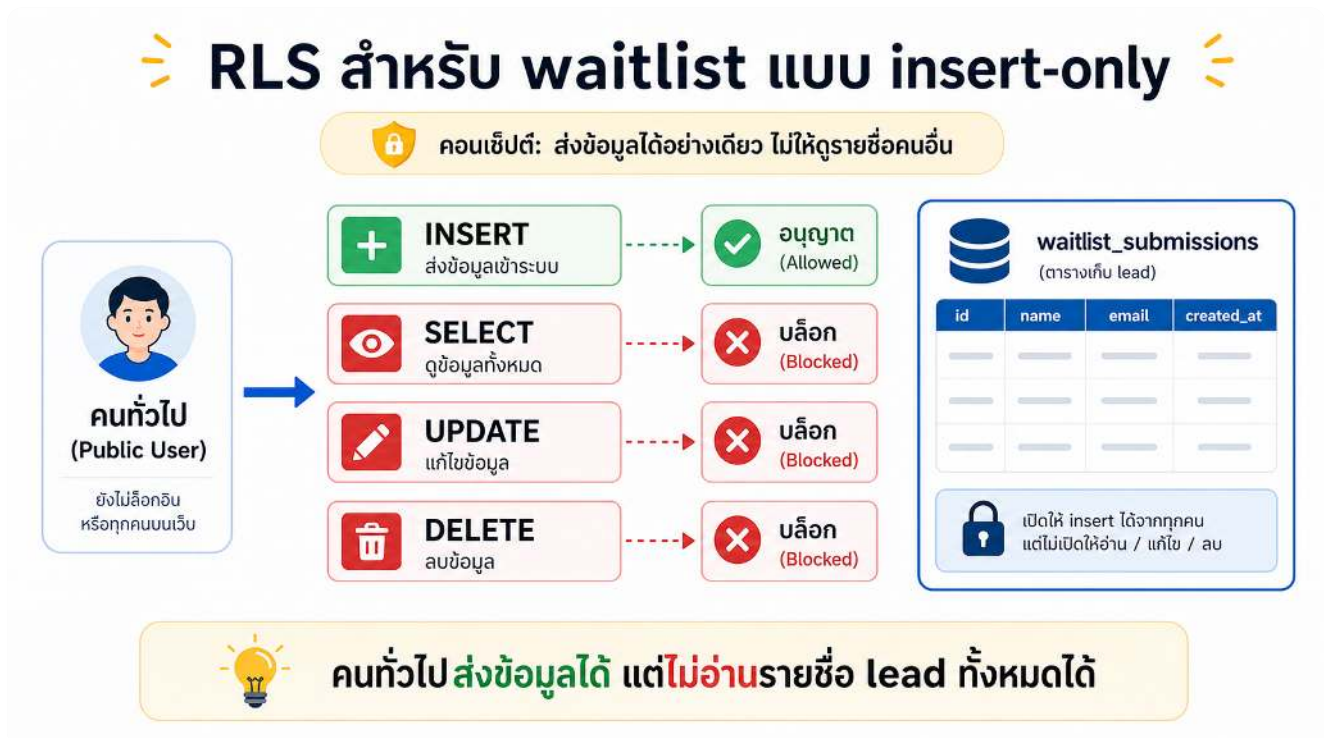 RLS สำหรับ waitlist แบบ insert-only
คอนเซ็ปต์: ส่งข้อมูลได้อย่างเดียว ไม่ให้ดูรายชื่อคนอื่น
คนทั่วไป
(Public User)
ยังไม่ล็อกอิน
หรือทุกคนบนเว็บ
INSERT
ส่งข้อมูลเข้าระบบ
อนุญาต
(Allowed)
SELECT
ดูข้อมูลทั้งหมด
บล็อก
(Blocked)
UPDATE
แก้ไขข้อมูล
บล็อก
(Blocked)
DELETE
ลบข้อมูล
บล็อก
(Blocked)
waitlist_submissions
(ตารางเก็บ lead)
id name email created_at
เปิดให้ insert ได้จากทุกคน
แต่ไม่เปิดให้อ่าน / แก้ไข / ลบ
คนทั่วไป ส่งข้อมูลได้ แต่ไม่อ่านรายชื่อ lead ทั้งหมดได้